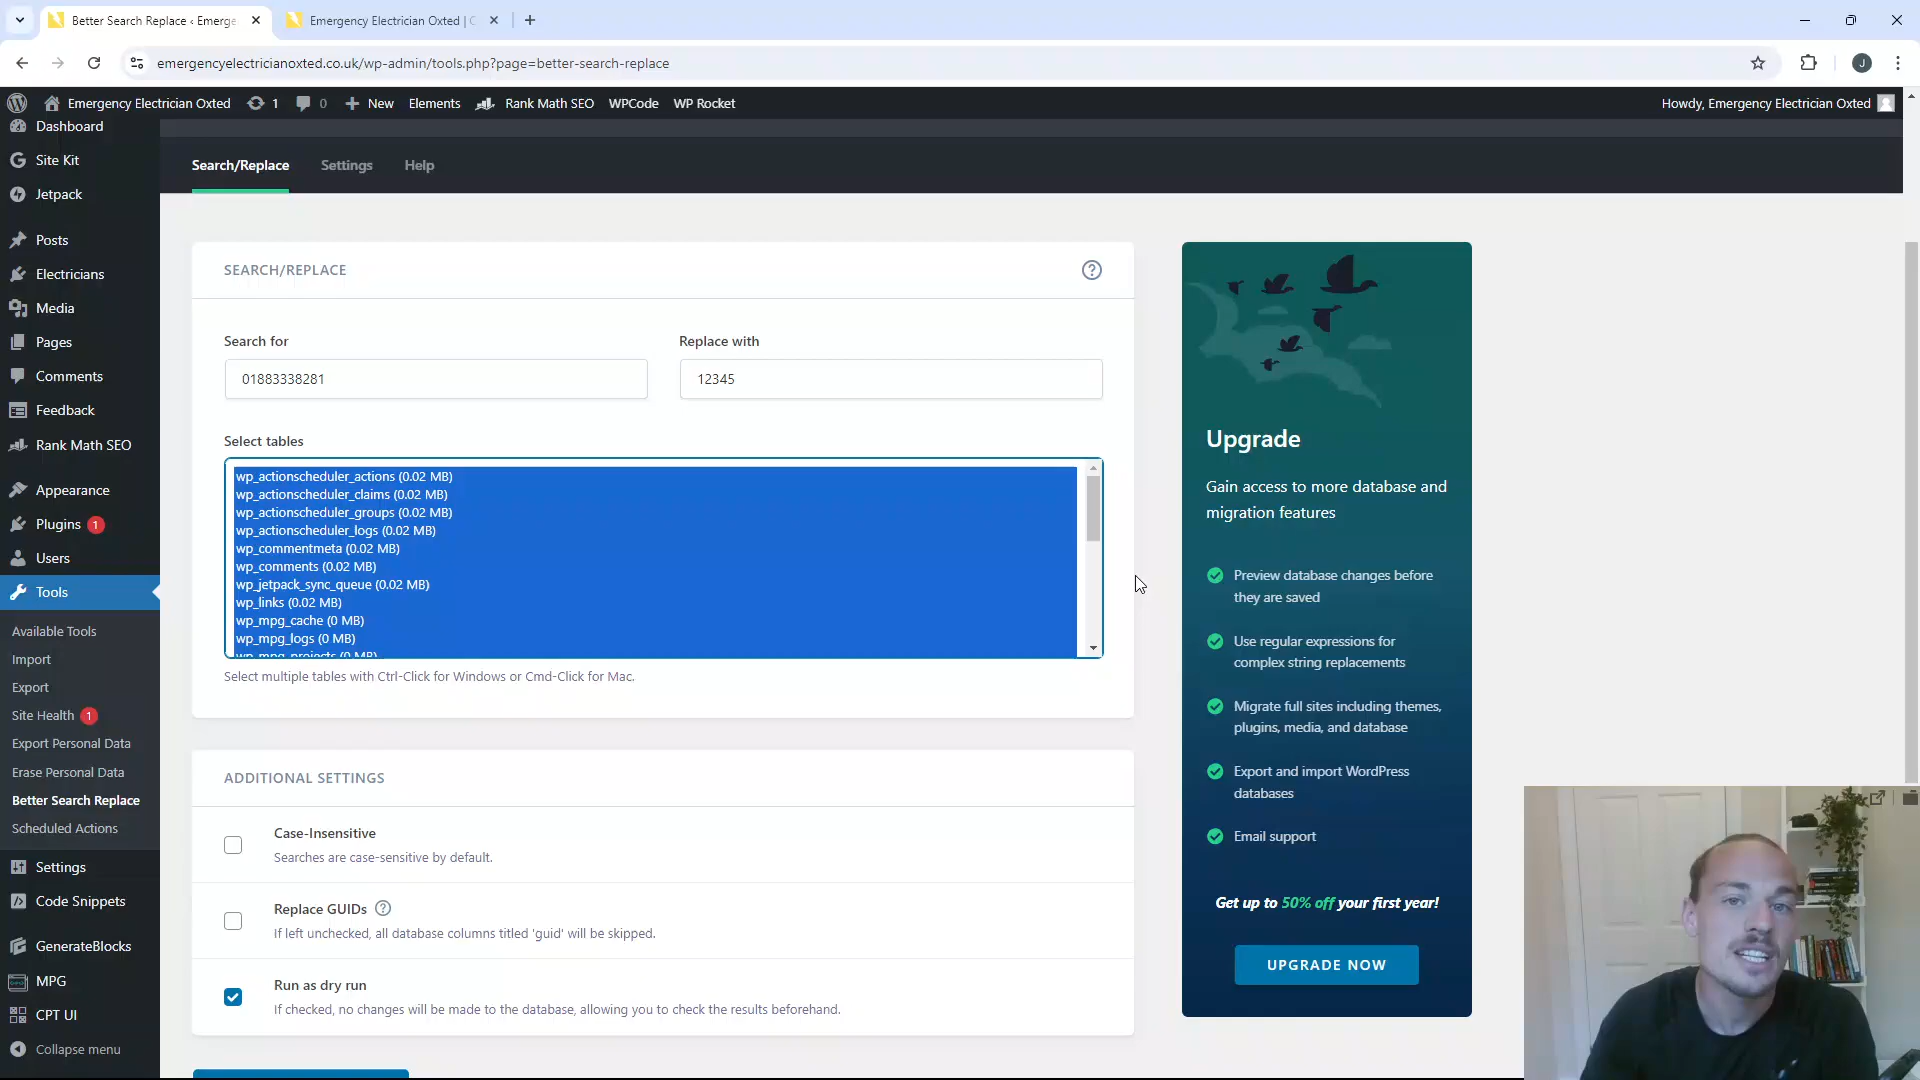 Better Search Replace ‹ Emerge
Emergency Electrician Oxted | C
emergencyelectricianoxted.co.uk/wp-admin/tools.php?page=better-search-replace
J
Emergency Electrician Oxted
1
0
New
Elements
Rank Math SEO
WPCode
WP Rocket
Howdy, Emergency Electrician Oxted
Dashboard
Site Kit
Jetpack
Posts
Electricians
Media
Pages
Comments
Feedback
Rank Math SEO
Appearance
Plugins 1
Users
Tools
Available Tools
Import
Export
Site Health 1
Export Personal Data
Erase Personal Data
Better Search Replace
Scheduled Actions
Settings
Code Snippets
GenerateBlocks
MPG
CPT UI
Collapse menu
Search/Replace
Settings
Help
SEARCH/REPLACE
Search for
01883338281
Replace with
12345
Select tables
wp_actionscheduler_actions (0.02 MB)
wp_actionscheduler_claims (0.02 MB)
wp_actionscheduler_groups (0.02 MB)
wp_actionscheduler_logs (0.02 MB)
wp_commentmeta (0.02 MB)
wp_comments (0.02 MB)
wp_jetpack_sync_queue (0.02 MB)
wp_links (0.02 MB)
wp_mpg_cache (0 MB)
wp_mpg_logs (0 MB)
wp_mpg_projects (0 MB)
Select multiple tables with Ctrl-Click for Windows or Cmd-Click for Mac.
ADDITIONAL SETTINGS
Case-Insensitive
Searches are case-sensitive by default.
Replace GUIDs
If left unchecked, all database columns titled 'guid' will be skipped.
Run as dry run
If checked, no changes will be made to the database, allowing you to check the results beforehand.
Upgrade
Gain access to more database and
migration features
Preview database changes before
they are saved
Use regular expressions for
complex string replacements
Migrate full sites including themes,
plugins, media, and database
Export and import WordPress
databases
Email support
Get up to 50% off your first year!
UPGRADE NOW